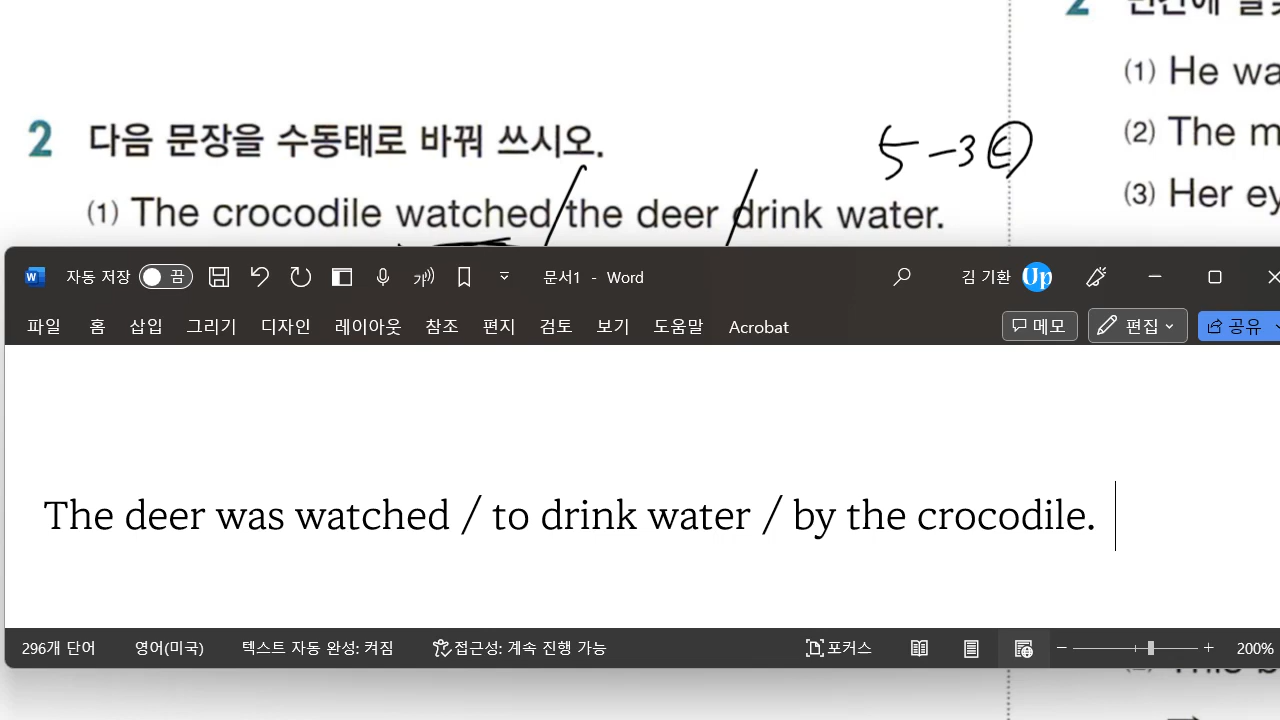 2 다음 문장을 수동태로 바꿔 쓰시오.
5-3ⓒ
(1) The crocodile watched / the deer / drink water.
2
(1) He wa
(2) The m
(3) Her ey
자동 저장 끔 가 문서1 - Word 김 기환 Up
파일 홈 삽입 그리기 디자인 레이아웃 참조 편지 검토 보기 도움말 Acrobat 메모 편집 공유
The deer was watched / to drink water / by the crocodile.
296개 단어 영어(미국) 텍스트 자동 완성: 켜짐 접근성: 계속 진행 가능 포커스 200%